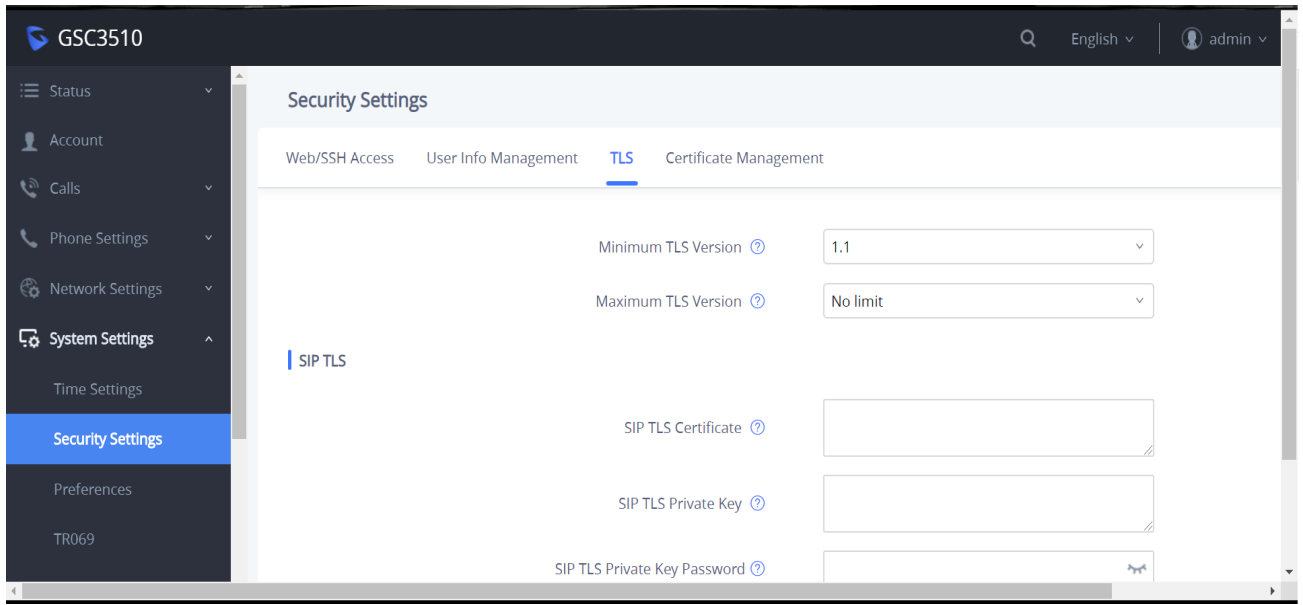 GSC3510
English
admin
Status
Account
Calls
Phone Settings
Network Settings
System Settings
Time Settings
Security Settings
Preferences
TR069
Security Settings
Web/SSH Access User Info Management TLS Certificate Management
Minimum TLS Version ? 1.1
Maximum TLS Version ? No limit
SIP TLS
SIP TLS Certificate ?
SIP TLS Private Key ?
SIP TLS Private Key Password ?